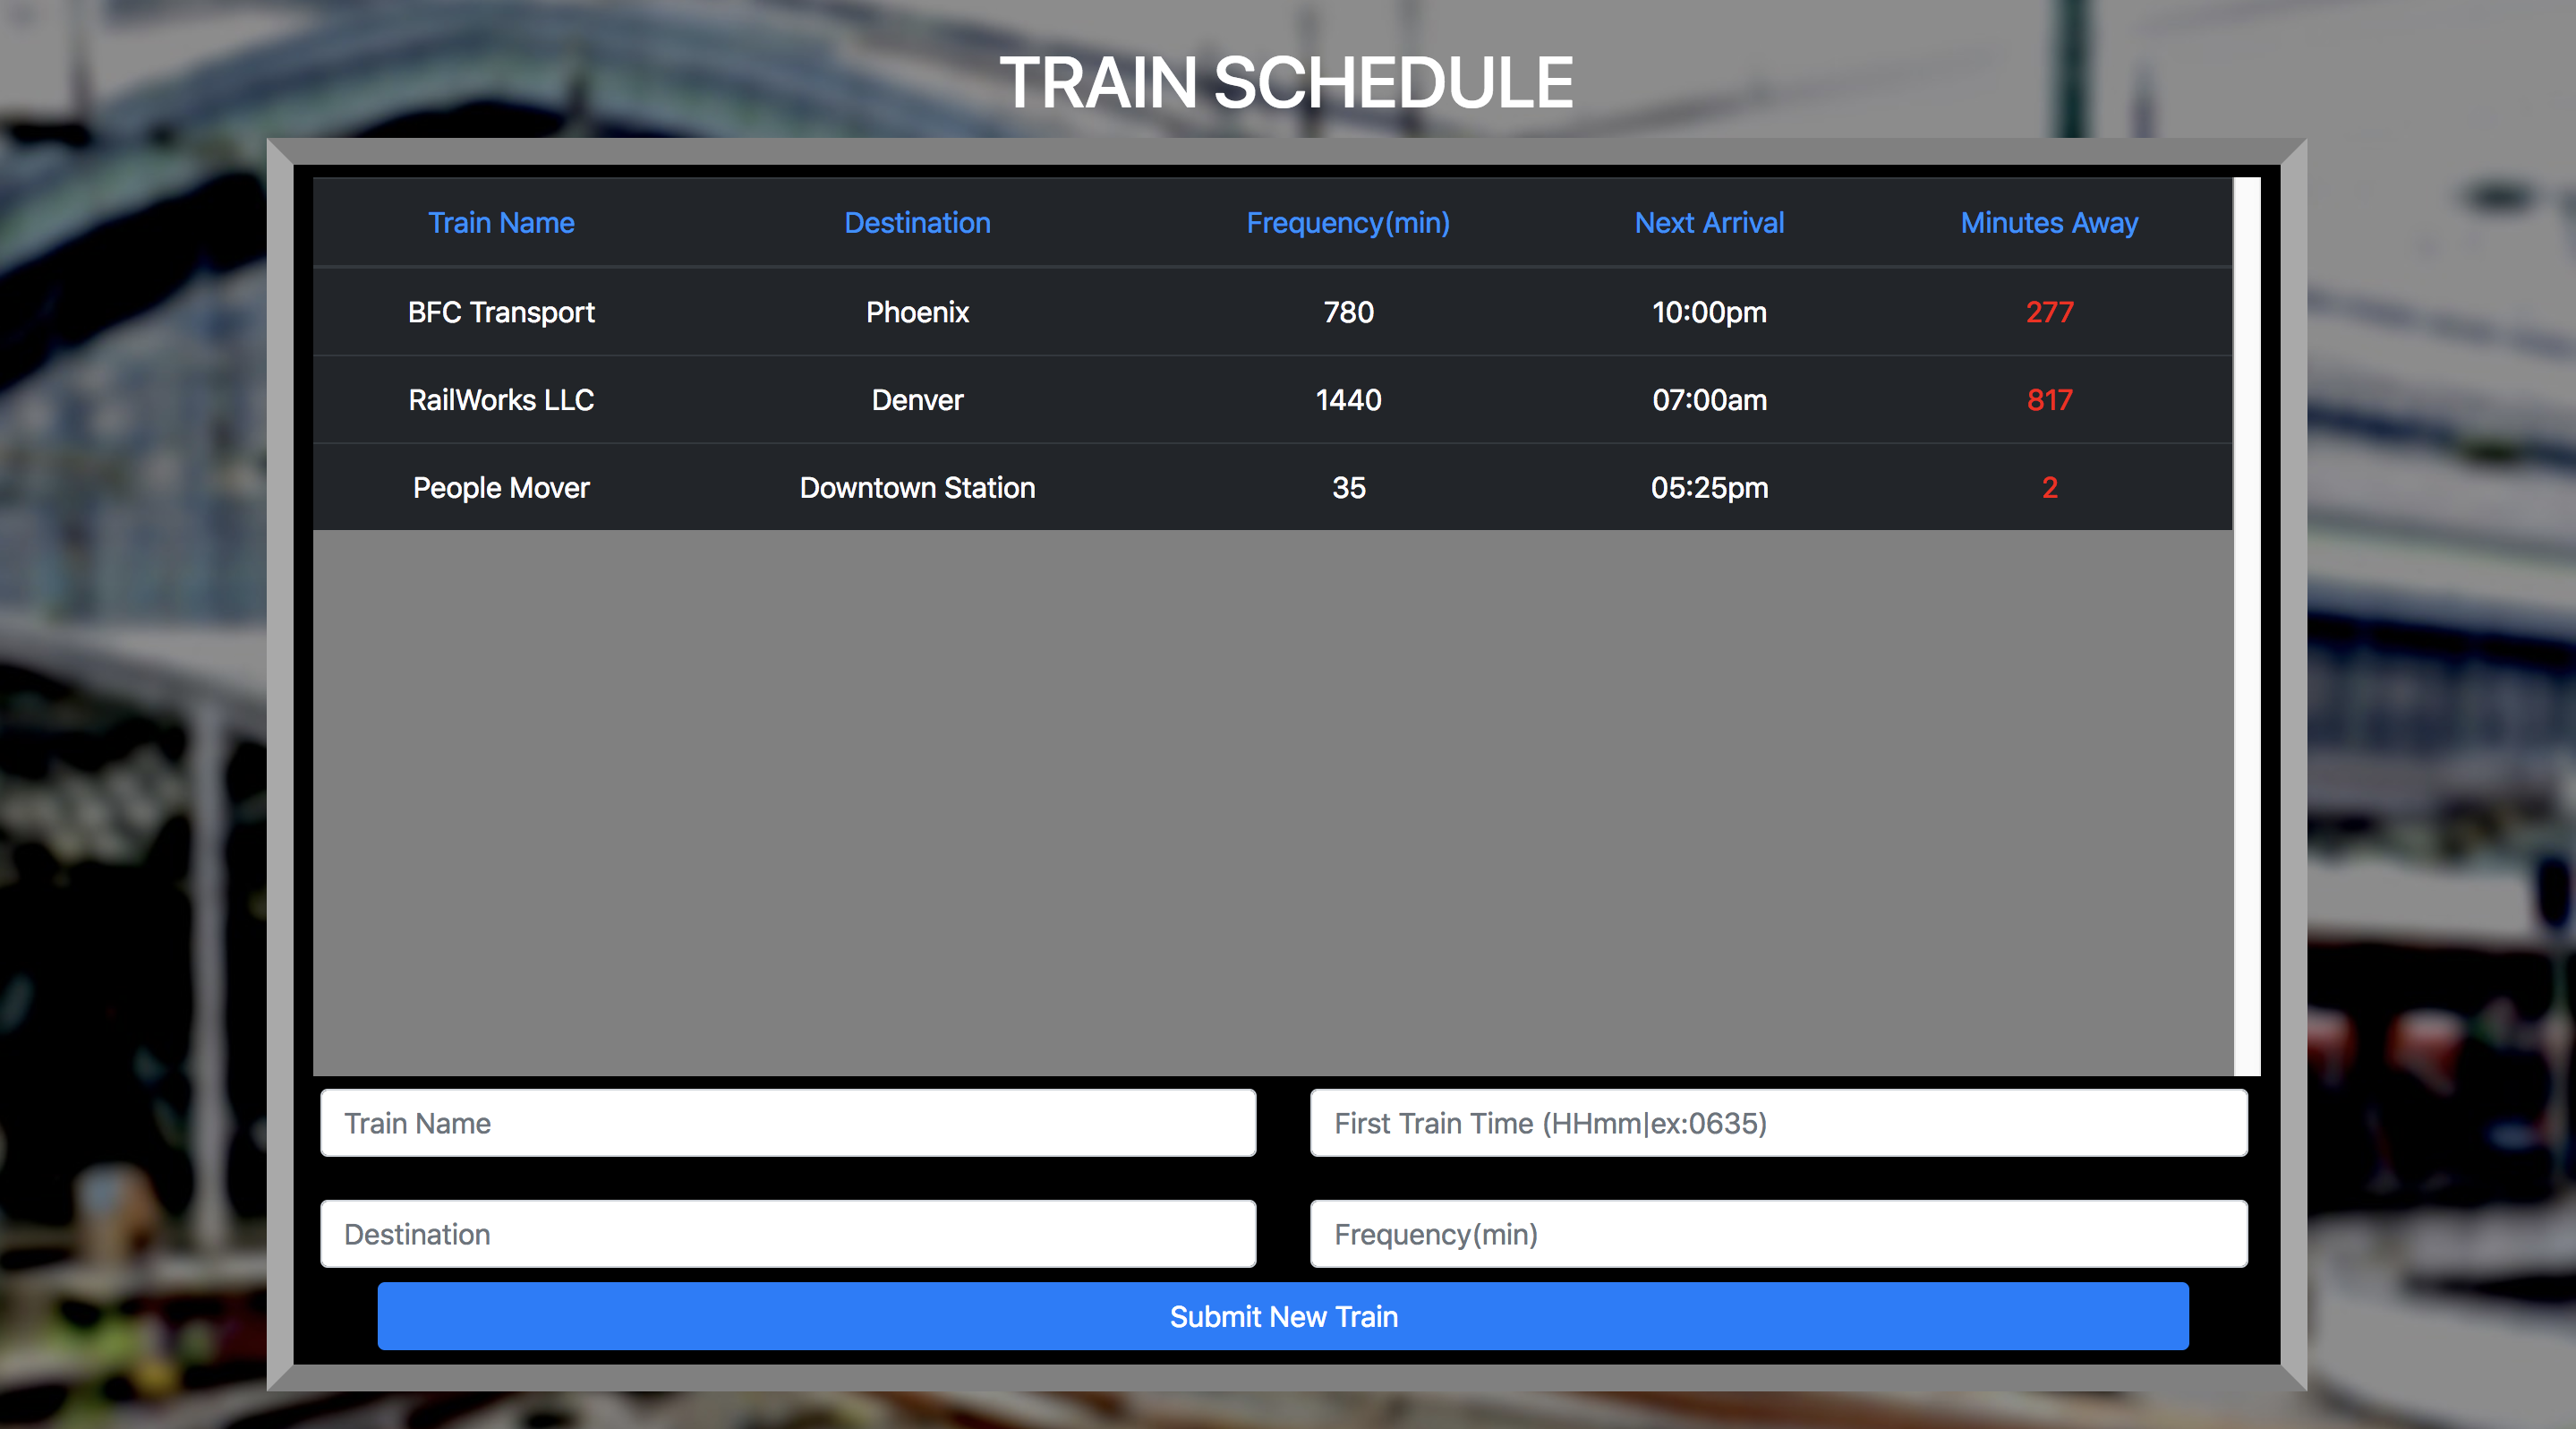 TRAIN SCHEDULE
Train Name Destination Frequency(min) Next Arrival Minutes Away
BFC Transport Phoenix 780 10:00pm 277
RailWorks LLC Denver 1440 07:00am 817
People Mover Downtown Station 35 05:25pm 2
Train Name First Train Time (HHmm|ex:0635)
Destination Frequency(min)
Submit New Train